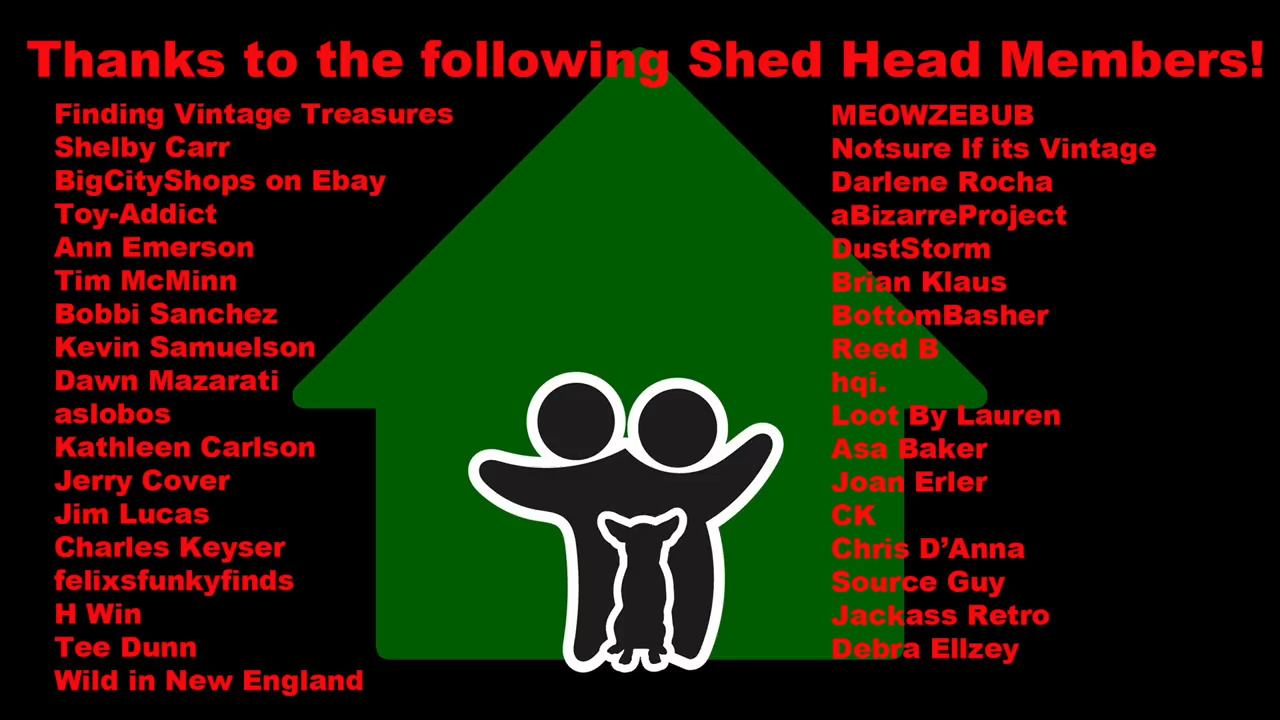 Thanks to the following Shed Head Members!
Finding Vintage Treasures
Shelby Carr
BigCityShops on Ebay
Toy-Addict
Ann Emerson
Tim McMinn
Bobbi Sanchez
Kevin Samuelson
Dawn Mazarati
aslobos
Kathleen Carlson
Jerry Cover
Jim Lucas
Charles Keyser
felixsfunkyfinds
H Win
Tee Dunn
Wild in New England
MEOWZEBUB
Notsure If its Vintage
Darlene Rocha
aBizarreProject
DustStorm
Brian Klaus
BottomBasher
Reed B
hqi.
Loot By Lauren
Asa Baker
Joan Erler
CK
Chris D’Anna
Source Guy
Jackass Retro
Debra Ellzey